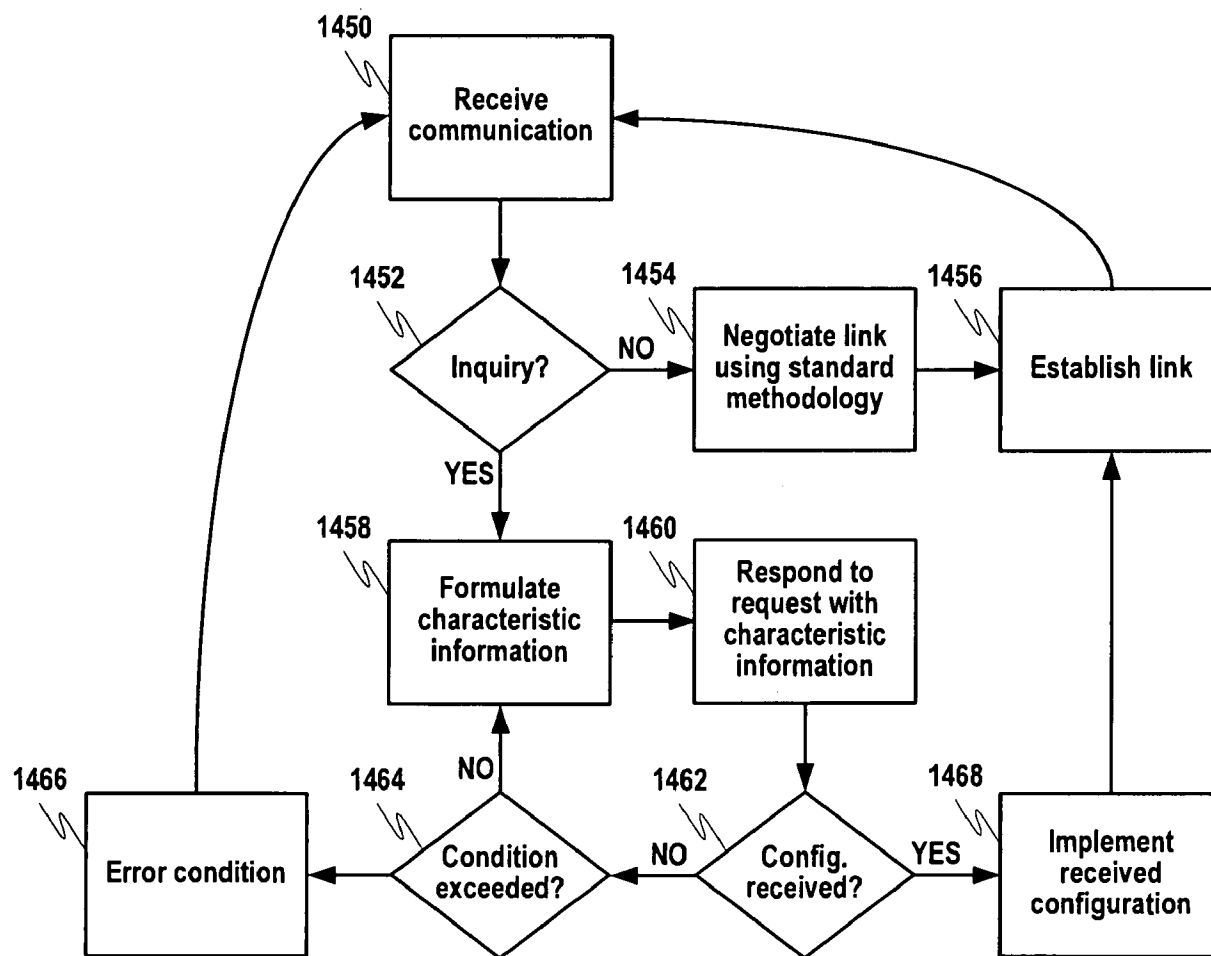 1450
Receive
communication
1452
Inquiry?
NO
YES
1454
Negotiate link
using standard
methodology
1456
Establish link
1458
Formulate
characteristic
information
1460
Respond to
request with
characteristic
information
1466
Error condition
1464
NO
Condition
exceeded?
1462
NO
Config.
received?
YES
1468
Implement
received
configuration